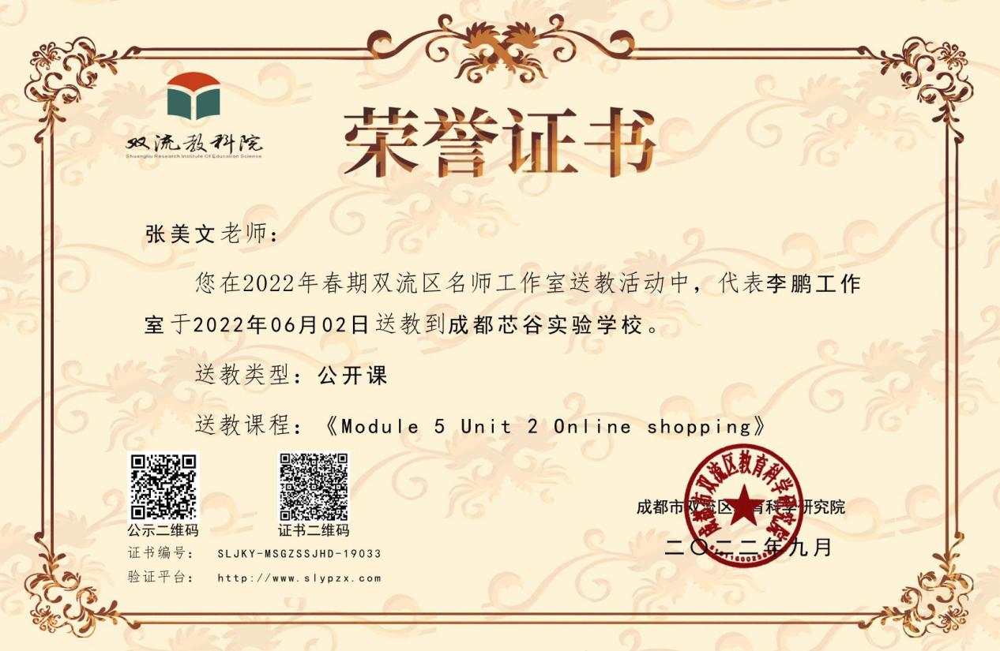 双流教科院
Shuangliu Research Institute Of Education Science
荣誉证书
张美文老师：
您在2022年春期双流区名师工作室送教活动中，代表李鹏工作
室于2022年06月02日送教到成都芯谷实验学校。
送教类型：公开课
送教课程：《Module 5 Unit 2 Online shopping》
公示二维码
证书二维码
证书编号： SLJKY-MSGZSSJHD-19033
验证平台： http://www.slypzx.com
成都市双流区教育科学研究院
成都市双流区教育科学研究院
二〇二二年九月